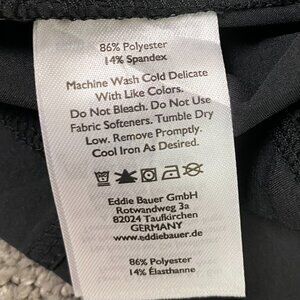 86% Polyester
14% Spandex
Machine Wash Cold Delicate
With Like Colors.
Do Not Bleach. Do Not Use
Fabric Softeners. Tumble Dry
Low. Remove Promptly.
Cool Iron As Desired.
Eddie Bauer GmbH
Rotwandweg 3a
82024 Taufkirchen
GERMANY
www.eddiebauer.de
86% Polyester
14% Élasthanne